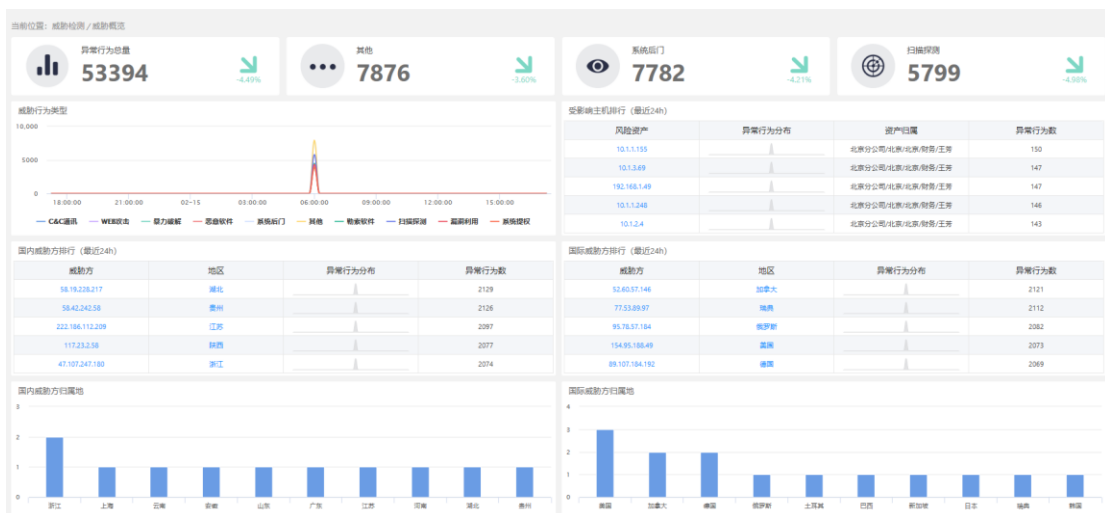 当前位置：威胁检测 / 威胁概览
异常行为总量
53394
-4.49%
其他
7876
-3.60%
系统后门
7782
-4.21%
扫描探测
5799
-4.98%
威胁行为类型
10,000
5000
0
18:00:00 21:00:00 02-15 03:00:00 06:00:00 09:00:00 12:00:00 15:00:00
C&C通讯 WEB攻击 暴力破解 恶意软件 系统后门 其他 勒索软件 扫描探测 漏洞利用 系统提权
受影响主机排行（最近24h）
风险资产 异常行为分布 资产归属 异常行为数
10.1.1.155 北京分公司/北京/北京/财务/王芳 150
10.1.3.69 北京分公司/北京/北京/财务/王芳 147
192.168.1.49 北京分公司/北京/北京/财务/王芳 147
10.1.1.248 北京分公司/北京/北京/财务/王芳 146
10.1.2.4 北京分公司/北京/北京/财务/王芳 143
国内威胁方排行（最近24h）
威胁方 地区 异常行为分布 异常行为数
58.19.228.217 湖北 2129
58.42.242.58 贵州 2126
222.186.112.209 江苏 2097
117.23.2.58 陕西 2077
47.107.247.180 浙江 2074
国际威胁方排行（最近24h）
威胁方 地区 异常行为分布 异常行为数
52.60.57.146 加拿大 2121
77.53.89.97 瑞典 2112
95.78.57.184 俄罗斯 2082
154.95.188.49 美国 2073
89.107.184.192 德国 2069
国内威胁方归属地
3
2
1
0
浙江 上海 云南 安徽 山东 广东 江苏 河南 湖北 贵州
国际威胁方归属地
4
3
2
1
0
美国 加拿大 德国 俄罗斯 土耳其 巴西 新加坡 日本 瑞典 韩国